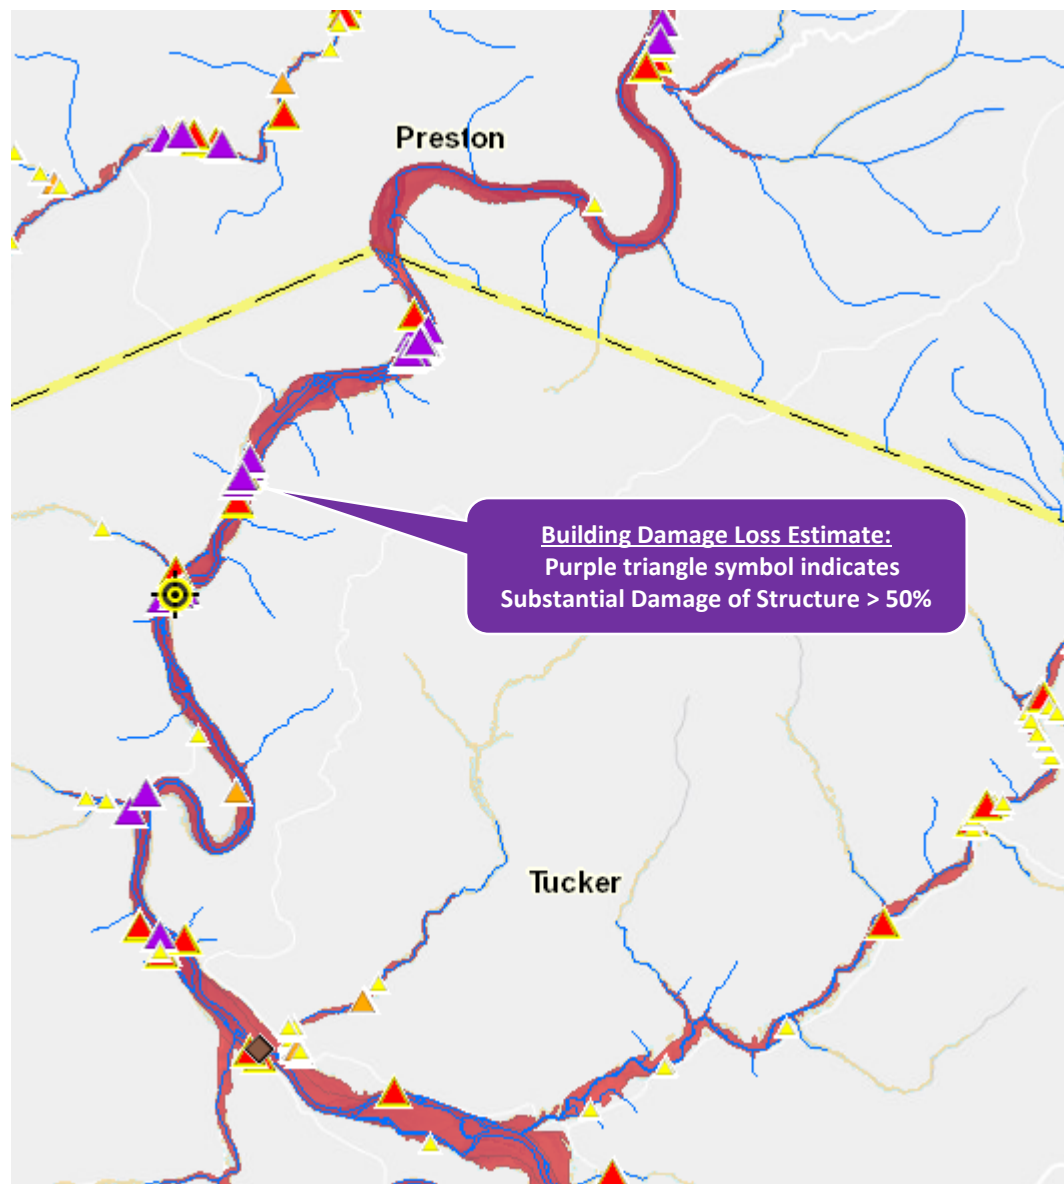 Preston
Building Damage Loss Estimate:
Purple triangle symbol indicates
Substantial Damage of Structure > 50%
Tucker